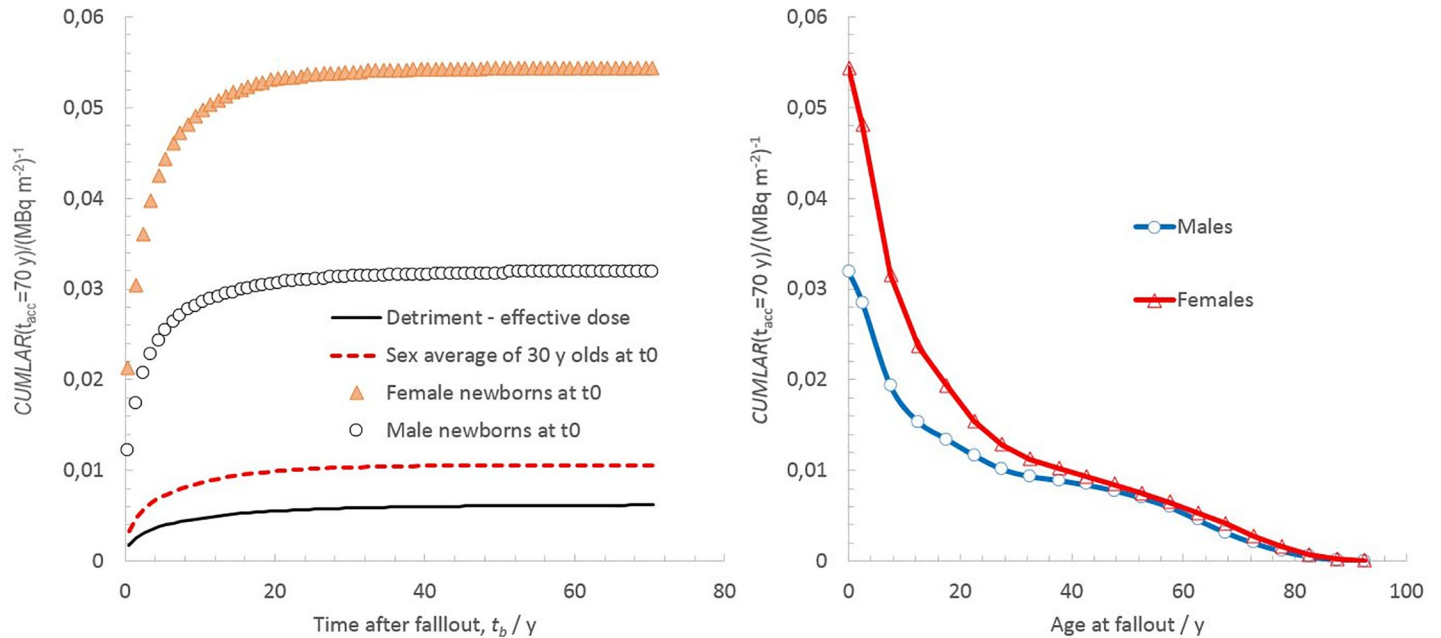 CUMLAR(tacc=70 y)/(MBq m-2)-1
0,06
0,05
0,04
0,03
0,02
0,01
0
0
20
40
60
80
Time after falllout, tb / y
Detriment - effective dose
Sex average of 30 y olds at t0
Female newborns at t0
Male newborns at t0
CUMLAR(tacc=70 y)/(MBq m-2)-1
0,06
0,05
0,04
0,03
0,02
0,01
0
0
20
40
60
80
100
Age at fallout / y
Males
Females